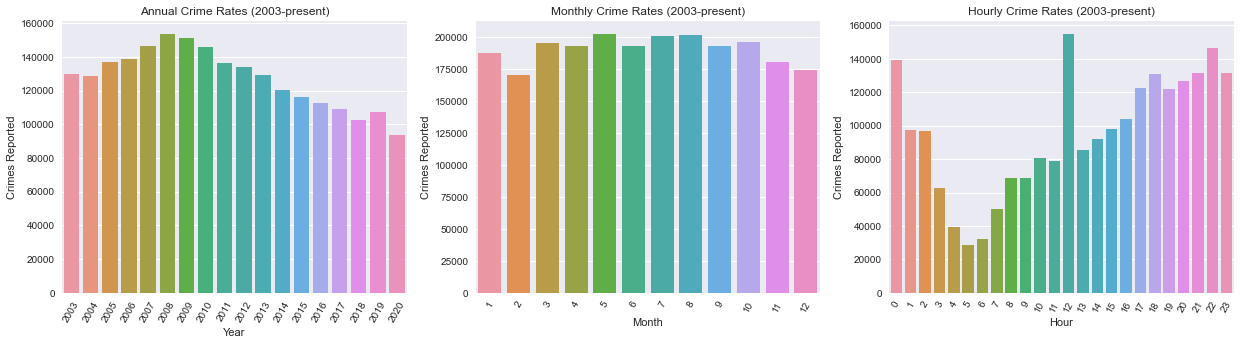 Annual Crime Rates (2003-present)
160000
140000
120000
100000
80000
60000
40000
20000
0
Crimes Reported
2003 2004 2005 2006 2007 2008 2009 2010 2011 2012 2013 2014 2015 2016 2017 2018 2019 2020
Year
Monthly Crime Rates (2003-present)
200000
175000
150000
125000
100000
75000
50000
25000
0
Crimes Reported
1 2 3 4 5 6 7 8 9 10 11 12
Month
Hourly Crime Rates (2003-present)
160000
140000
120000
100000
80000
60000
40000
20000
0
Crimes Reported
0 1 2 3 4 5 6 7 8 9 10 11 12 13 14 15 16 17 18 19 20 21 22 23
Hour